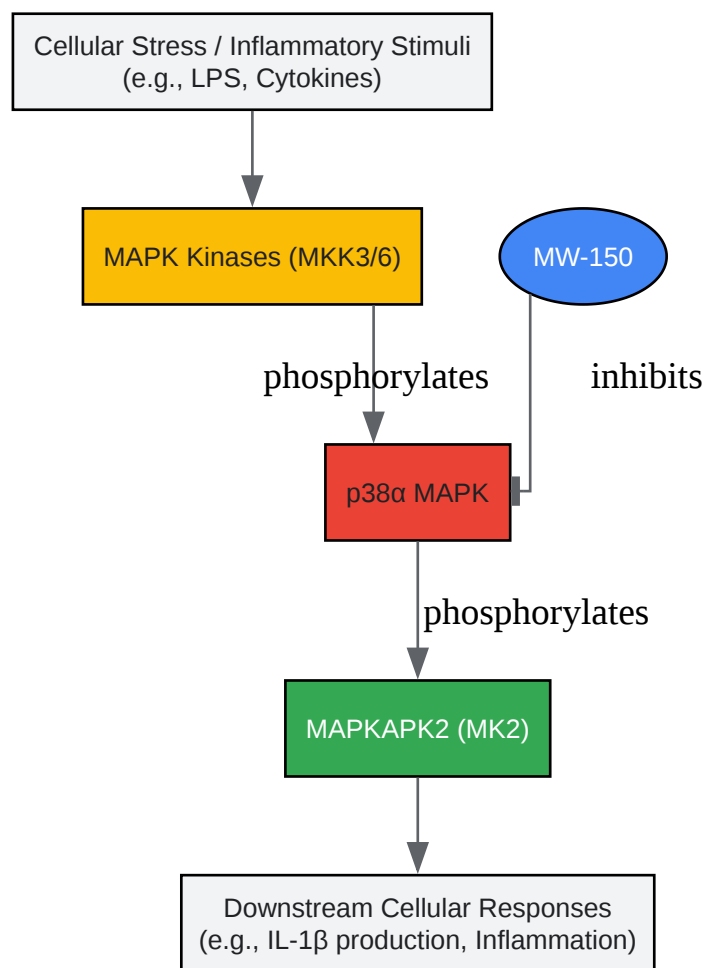 Cellular Stress / Inflammatory Stimuli
(e.g., LPS, Cytokines)
MAPK Kinases (MKK3/6)
MW-150
phosphorylates
inhibits
p38α MAPK
phosphorylates
MAPKAPK2 (MK2)
Downstream Cellular Responses
(e.g., IL-1β production, Inflammation)